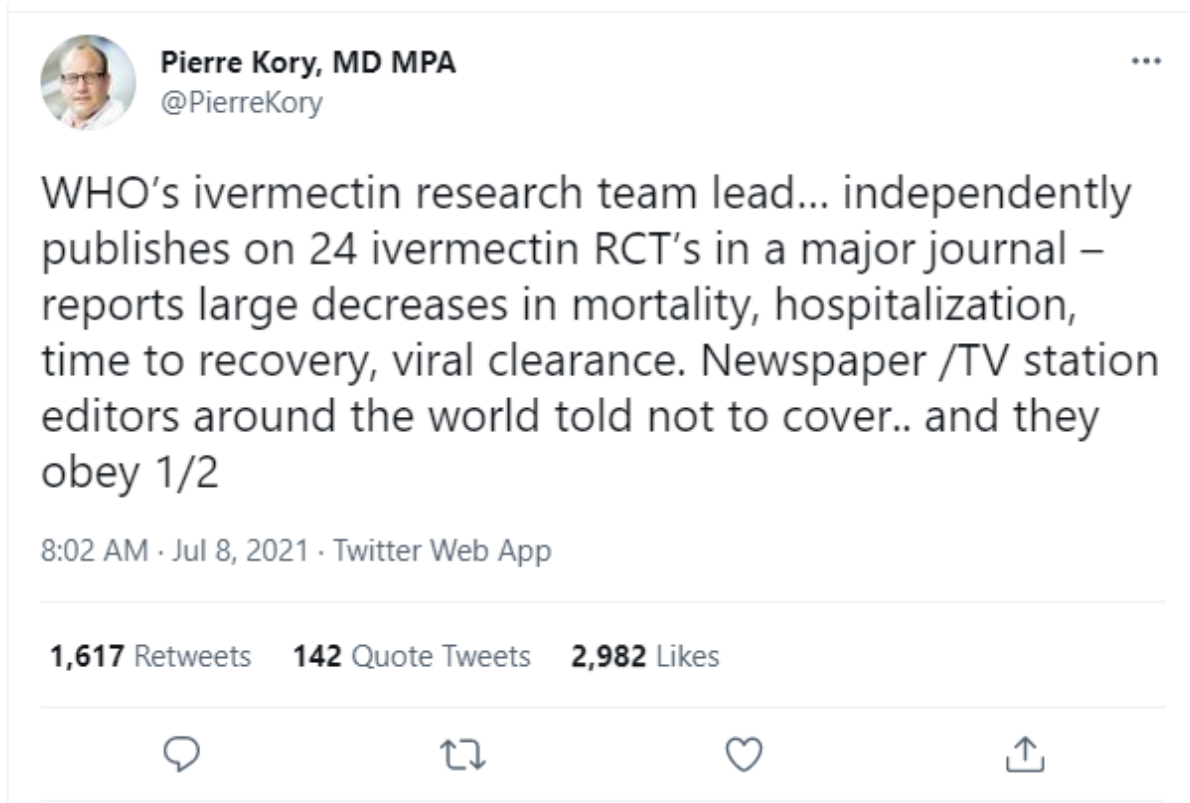 Pierre Kory, MD MPA
@PierreKory
WHO’s ivermectin research team lead... independently
publishes on 24 ivermectin RCT’s in a major journal –
reports large decreases in mortality, hospitalization,
time to recovery, viral clearance. Newspaper /TV station
editors around the world told not to cover.. and they
obey 1/2
8:02 AM · Jul 8, 2021 · Twitter Web App
1,617 Retweets 142 Quote Tweets 2,982 Likes